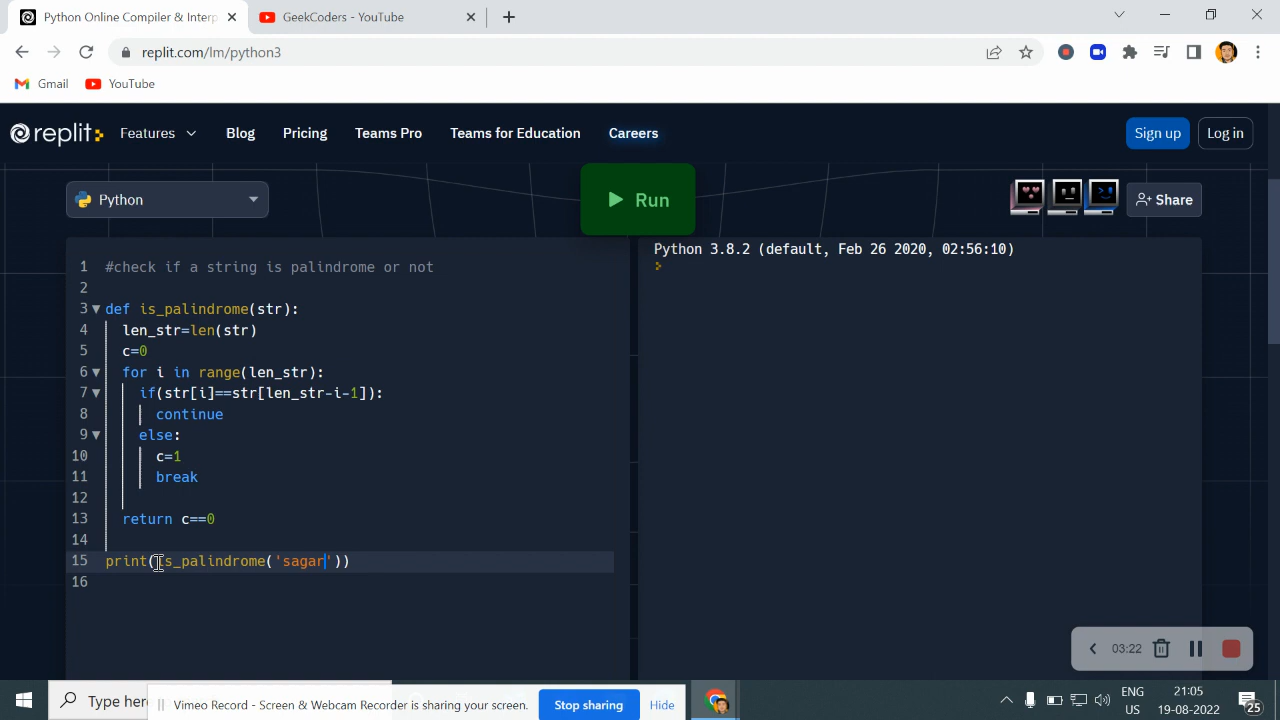 Python Online Compiler & Interp
GeekCoders - YouTube
replit.com/lm/python3
Gmail
YouTube
replit
Features
Blog
Pricing
Teams Pro
Teams for Education
Careers
Sign up
Log in
Python
Run
Share
1 #check if a string is palindrome or not
2
3 def is_palindrome(str):
4 len_str=len(str)
5 c=0
6 for i in range(len_str):
7 if(str[i]==str[len_str-i-1]):
8 continue
9 else:
10 c=1
11 break
12
13 return c==0
14
15 print(is_palindrome('sagar'))
16
Python 3.8.2 (default, Feb 26 2020, 02:56:10)
03:22
Type her
Vimeo Record - Screen & Webcam Recorder is sharing your screen.
Stop sharing
Hide
ENG
US
21:05
19-08-2022
25